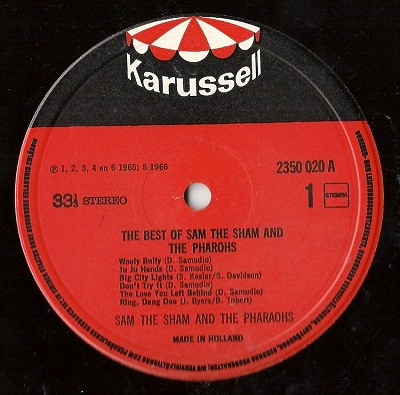 Karussell
℗ 1, 2, 3, 4 en 6 1965; 5 1966
2350 020 A
33⅓ STEREO
1
STEMRA
THE BEST OF SAM THE SHAM AND
THE PHAROHS
Wooly Bully (D. Samudio)
Ju Ju Hands (D. Samudio)
Big City Lights (S. Kesler/S. Davidson)
Don't Try It (D. Samudio)
The Love You Left Behind (D. Samudio)
Ring, Dang Doo (J. Byers/B. Tubert)
SAM THE SHAM AND THE PHARAOHS
MADE IN HOLLAND